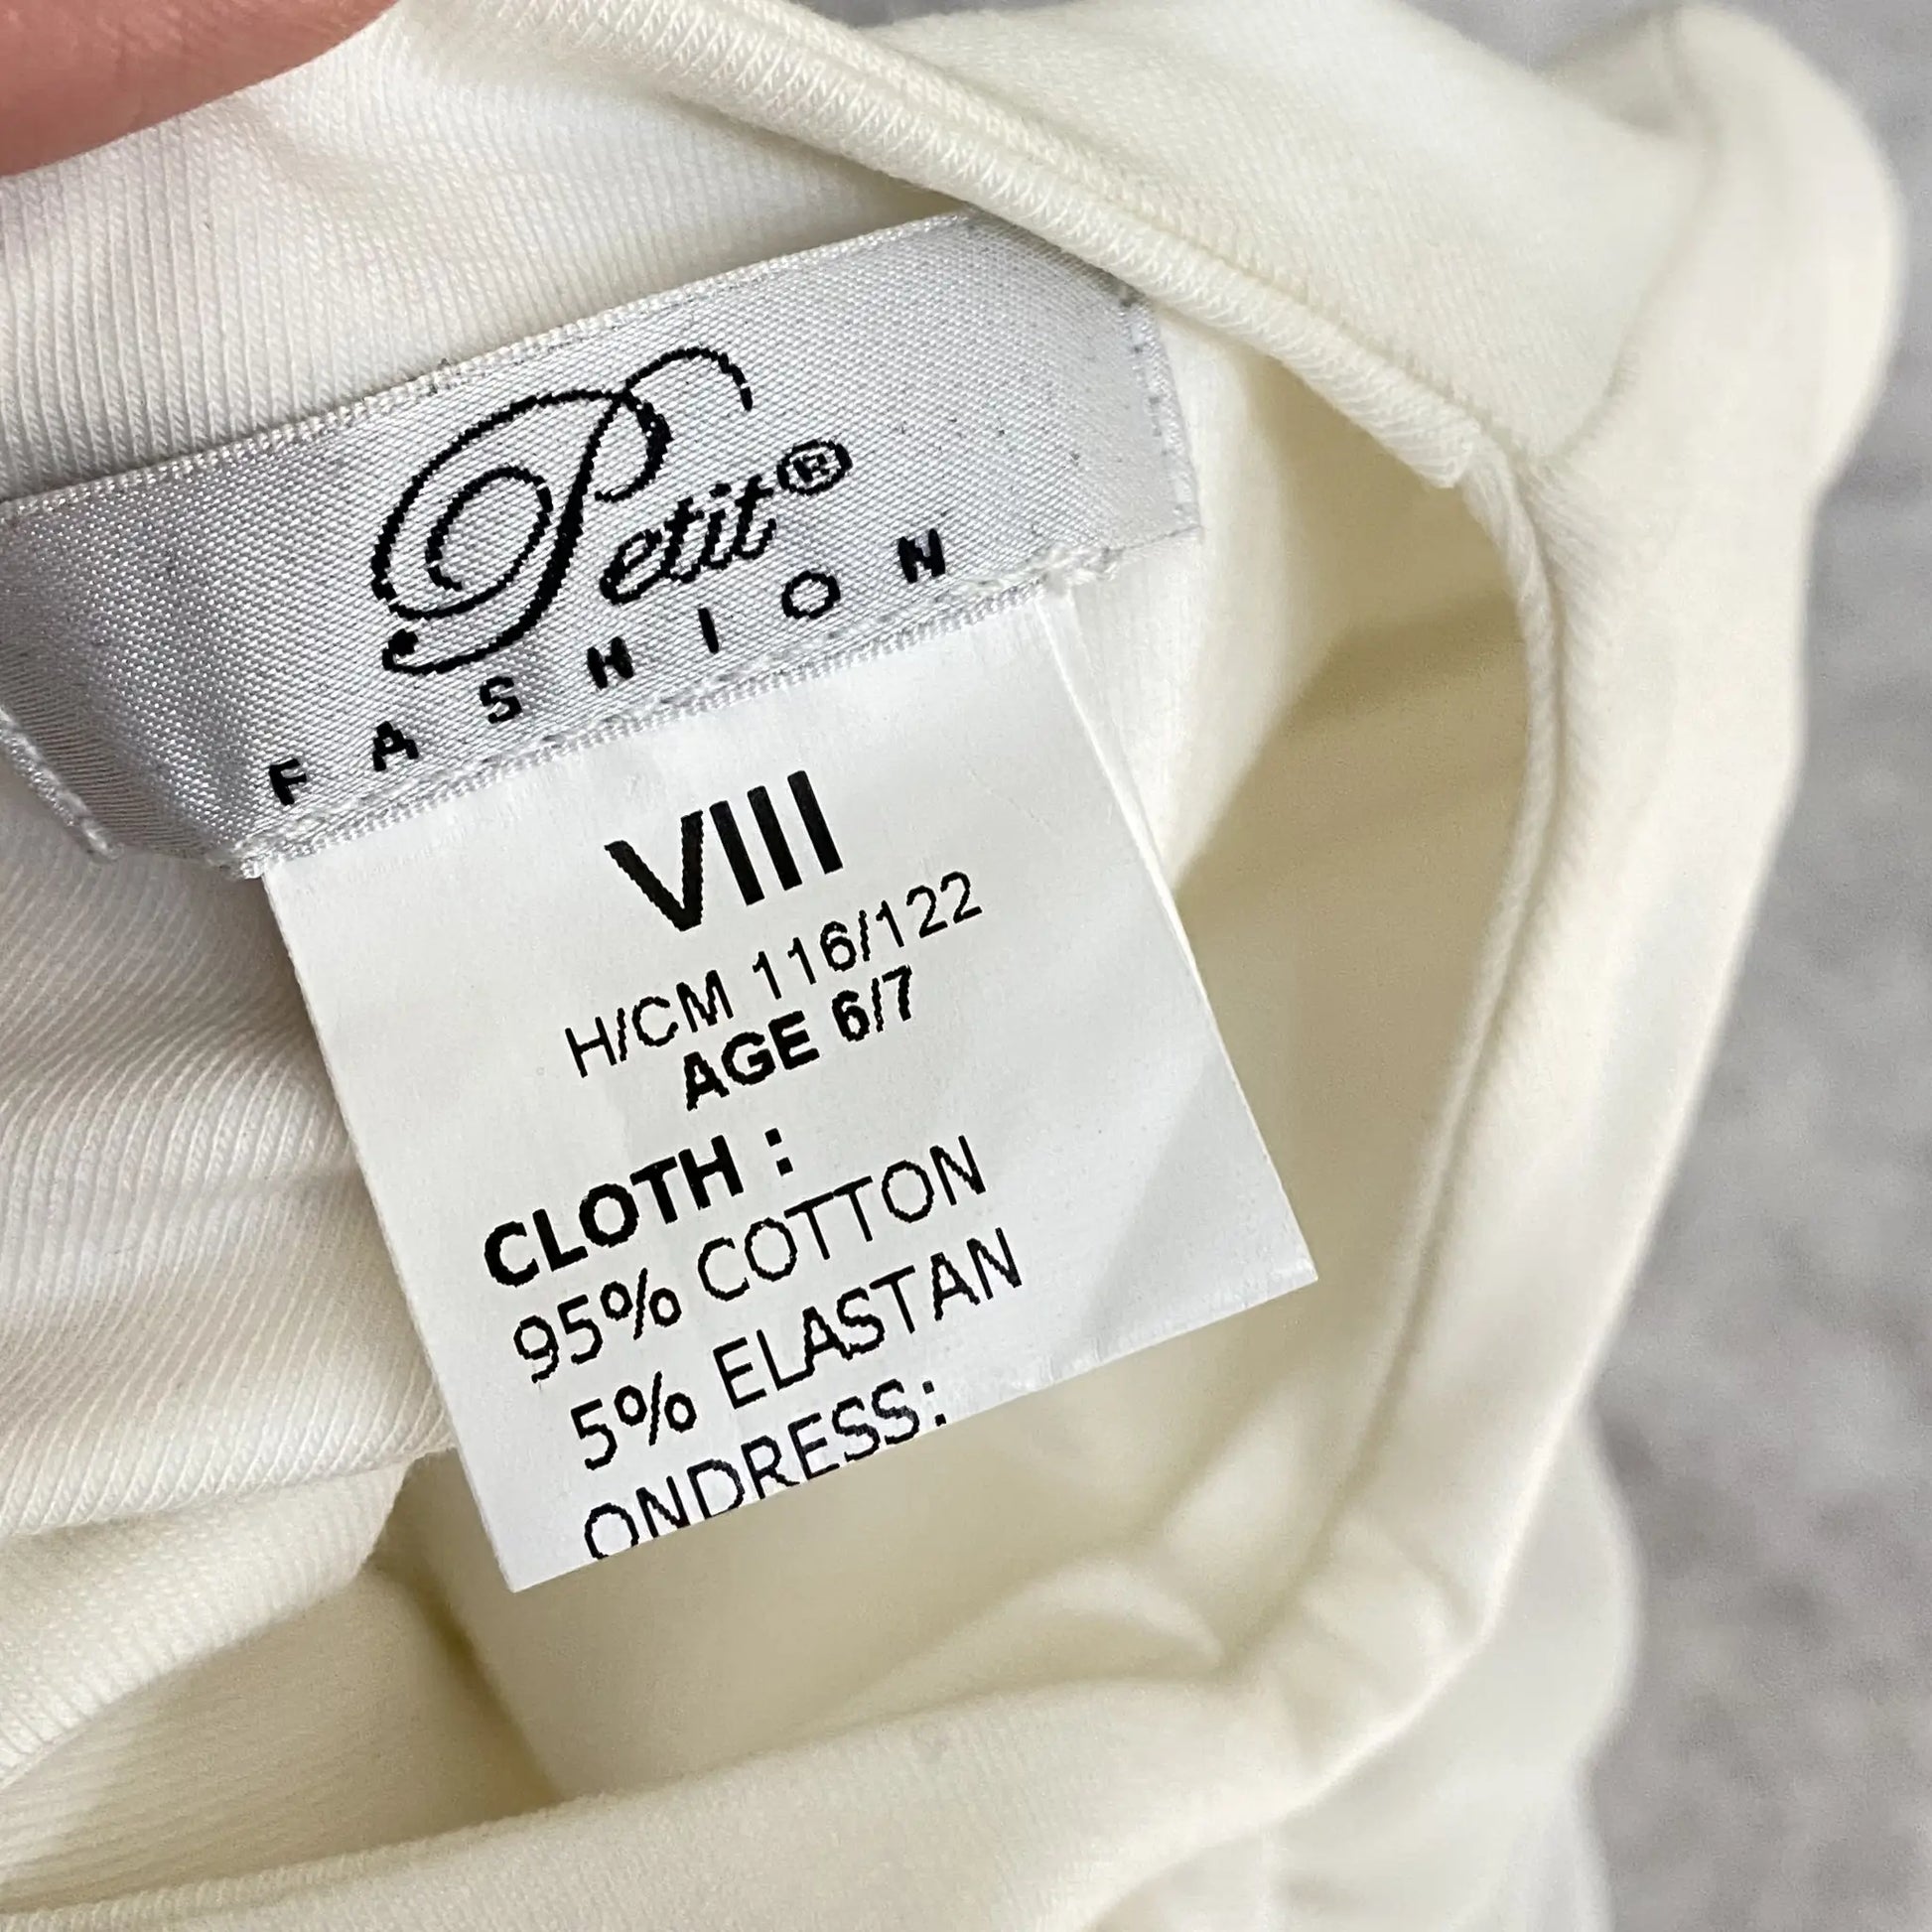 Petit®
FASHION
VIII
H/CM 116/122
AGE 6/7
CLOTH :
95% COTTON
5% ELASTAN
ONDRESS: